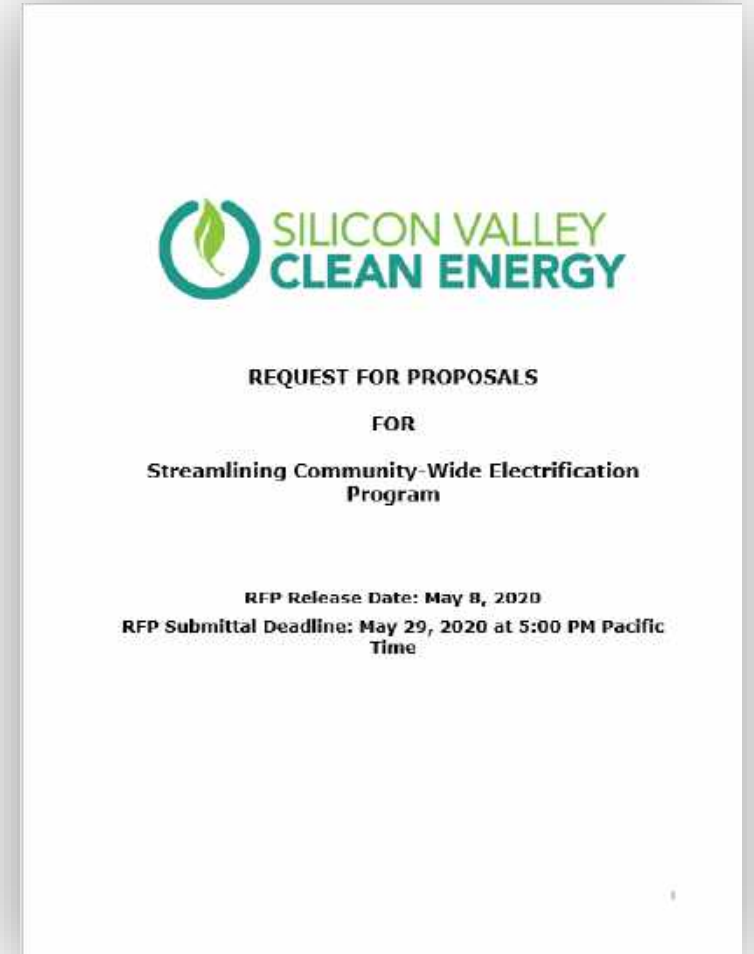 SILICON VALLEY
CLEAN ENERGY
REQUEST FOR PROPOSALS
FOR
Streamlining Community-Wide Electrification
Program
RFP Release Date: May 8, 2020
RFP Submittal Deadline: May 29, 2020 at 5:00 PM Pacific
Time